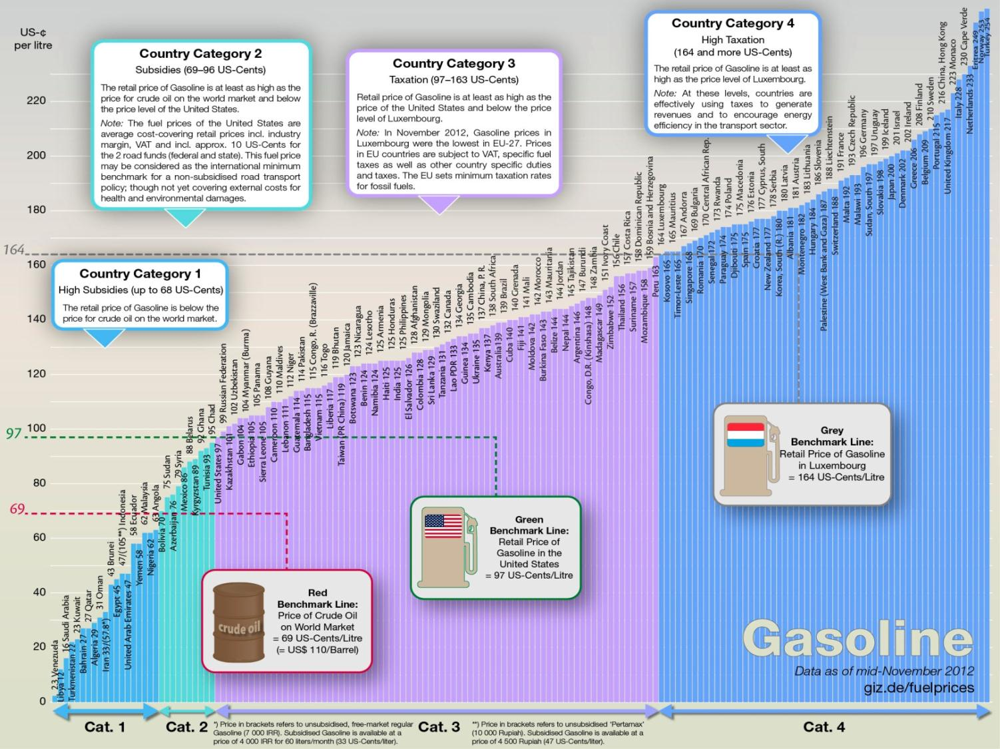 US-¢
per litre
220
200
180
164
160
140
120
100
97
80
69
60
40
20
0
Country Category 1
High Subsidies (up to 68 US-Cents)
The retail price of Gasoline is below the
price for crude oil on the world market.
Country Category 2
Subsidies (69–96 US-Cents)
The retail price of Gasoline is at least as high as the
price for crude oil on the world market and below
the price level of the United States.
Note: The fuel prices of the United States are
average cost-covering retail prices incl. industry
margin, VAT and incl. approx. 10 US-Cents for
the 2 road funds (federal and state). This fuel price
may be considered as the international minimum
benchmark for a non-subsidised road transport
policy; though not yet covering external costs for
health and environmental damages.
Country Category 3
Taxation (97–163 US-Cents)
Retail price of Gasoline is at least as high as the
price of the United States and below the price
level of Luxembourg.
Note: In November 2012, Gasoline prices in
Luxembourg were the lowest in EU-27. Prices
in EU countries are subject to VAT, specific fuel
taxes as well as other country specific duties
and taxes. The EU sets minimum taxation rates
for fossil fuels.
Country Category 4
High Taxation
(164 and more US-Cents)
The retail price of Gasoline is at least as
high as the price level of Luxembourg.
Note: At these levels, countries are
effectively using taxes to generate
revenues and to encourage energy
efficiency in the transport sector.
2.3 Venezuela
Libya 12
16 Saudi Arabia
Turkmenistan 22
23 Kuwait
Bahrain 27
27 Qatar
Algeria 29
31 Oman
Iran 33/(57.8*)
43 Brunei
Egypt 45
47/(105**) Indonesia
United Arab Emirates 47
58 Ecuador
Yemen 58
62 Malaysia
Nigeria 62
63 Angola
Bolivia 70
75 Sudan
Azerbaijan 76
79 Syria
Mexico 86
88 Belarus
Kyrgyzstan 89
92 Ghana
Tunisia 93
95 Chad
United States 97
99 Russian Federation
Kazakhstan 101
102 Uzbekistan
Gabon 104
104 Myanmar (Burma)
Ethiopia 105
105 Panama
Sierra Leone 105
108 Guyana
Cameroon 110
110 Maldives
Lebanon 111
112 Niger
Guatemala 114
114 Pakistan
Bangladesh 115
115 Congo, R. (Brazzaville)
Vietnam 115
116 Togo
Liberia 117
119 Bhutan
Taiwan (PR China) 119
120 Jamaica
Botswana 123
123 Nicaragua
Benin 124
124 Lesotho
Namibia 124
125 Armenia
Haiti 125
125 Honduras
India 125
125 Philippines
El Salvador 126
128 Afghanistan
Colombia 128
129 Mongolia
Sri Lanka 129
130 Swaziland
Tanzania 131
132 Canada
Lao PDR 133
134 Georgia
Guinea 134
135 Cambodia
Ukraine 135
137 China, P. R.
Kenya 137
138 South Africa
Australia139
139 Brazil
Cuba 140
140 Grenada
Fiji 141
141 Mali
Moldova 142
142 Morocco
Burkina Faso 143
143 Mauritania
Belize 144
144 Jordan
Nepal 144
145 Tajikistan
Argentina 146
147 Burundi
Congo, D.R. (Kinshasa) 148
148 Zambia
Madagascar 149
151 Ivory Coast
Zimbabwe 152
156 Chile
Thailand 156
157 Costa Rica
Suriname 157
158 Dominican Republic
Mozambique 158
159 Bosnia and Herzegovina
Peru 163
164 Luxembourg
Kosovo 165
165 Mauritius
Timor-Leste 165
167 Andorra
Singapore 168
169 Bulgaria
Romania 170
170 Central African Rep.
Senegal 172
173 Rwanda
Paraguay 174
174 Poland
Djibouti 175
175 Macedonia
Spain 175
176 Estonia
Croatia 177
177 Cyprus, South
New Zealand 177
178 Serbia
Korea, South (R.) 180
180 Latvia
Albania 181
181 Austria
Montenegro 182
183 Lithuania
Hungary 184
186 Slovenia
Palestine (West Bank and Gaza) 187
188 Liechtenstein
Switzerland 188
191 France
Malta 192
193 Czech Republic
Malawi 193
196 Germany
Sudan, South 197
197 Uruguay
Slovakia 198
199 Iceland
Japan 200
201 Israel
Denmark 202
202 Ireland
Greece 206
208 Finland
Belgium 209
210 Sweden
Portugal 215
216 China, Hong Kong
United Kingdom 217
223 Monaco
Italy 228
230 Cape Verde
Netherlands 233
Eritrea 249
Norway 253
Turkey 254
Red
Benchmark Line:
Price of Crude Oil
on World Market
= 69 US-Cents/Litre
(= US$ 110/Barrel)
crude oil
Green
Benchmark Line:
Retail Price of
Gasoline in the
United States
= 97 US-Cents/Litre
Grey
Benchmark Line:
Retail Price of Gasoline
in Luxembourg
= 164 US-Cents/Litre
Gasoline
Data as of mid-November 2012
giz.de/fuelprices
Cat. 1
Cat. 2
*) Price in brackets refers to unsubsidised, free-market regular
Gasoline (7 000 IRR). Subsidised Gasoline is available at a
price of 4 000 IRR for 60 liters/month (33 US-Cents/liter).
Cat. 3
**) Price in brackets refers to unsubsidised 'Pertamax'
(10 000 Rupiah). Subsidised Gasoline is available at a
price of 4 500 Rupiah (47 US-Cents/liter).
Cat. 4